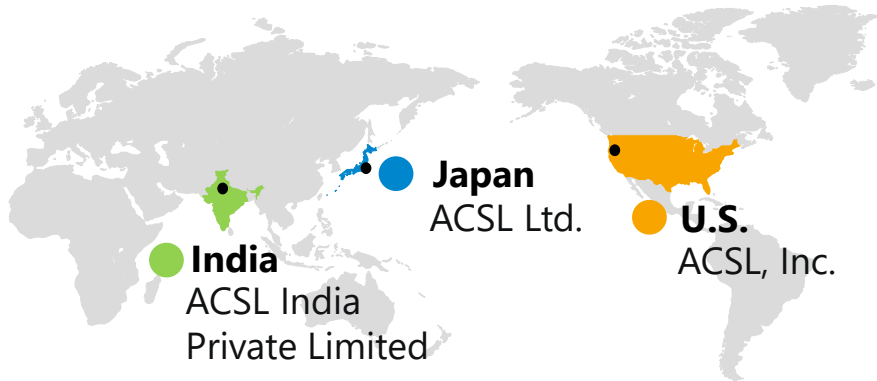 Japan
ACSL Ltd.
U.S.
ACSL, Inc.
India
ACSL India
Private Limited